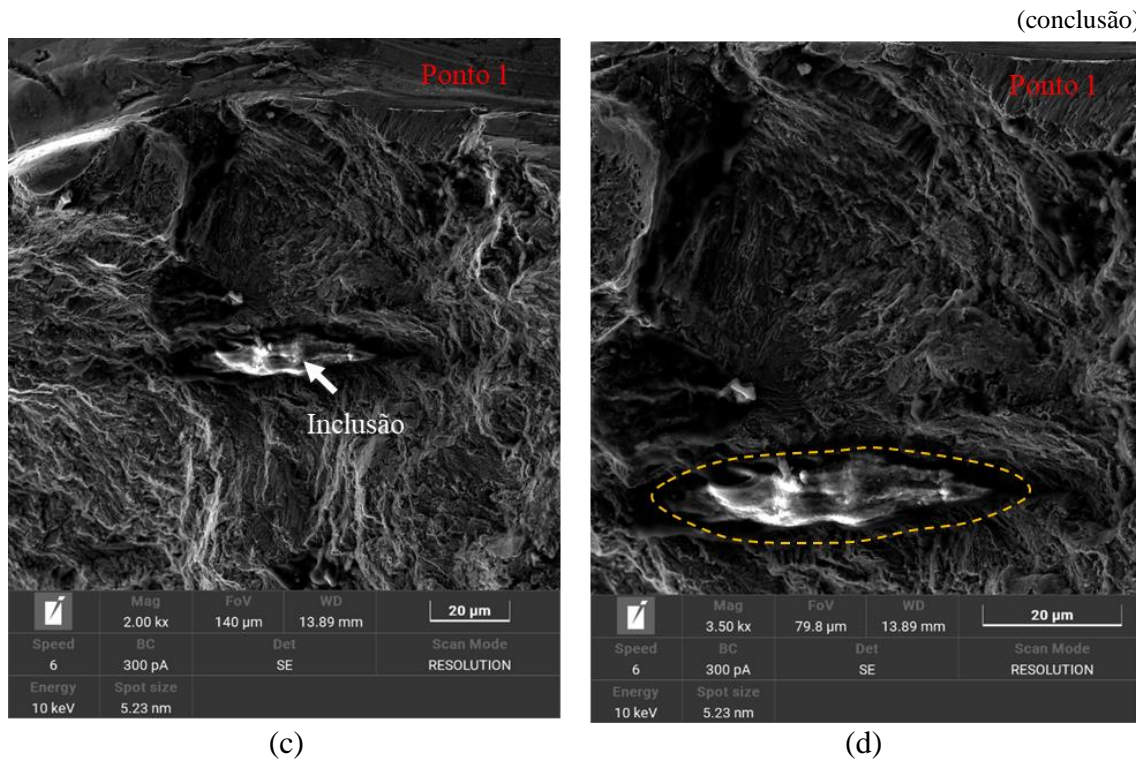 (conclusão)
Ponto 1
Inclusão
Mag FoV WD
2.00 kx 140 µm 13.89 mm
20 µm
Speed BC Det Scan Mode
6 300 pA SE RESOLUTION
Energy Spot size
10 keV 5.23 nm
(c)
Ponto 1
Mag FoV WD
3.50 kx 79.8 µm 13.89 mm
20 µm
Speed BC Det Scan Mode
6 300 pA SE RESOLUTION
Energy Spot size
10 keV 5.23 nm
(d)